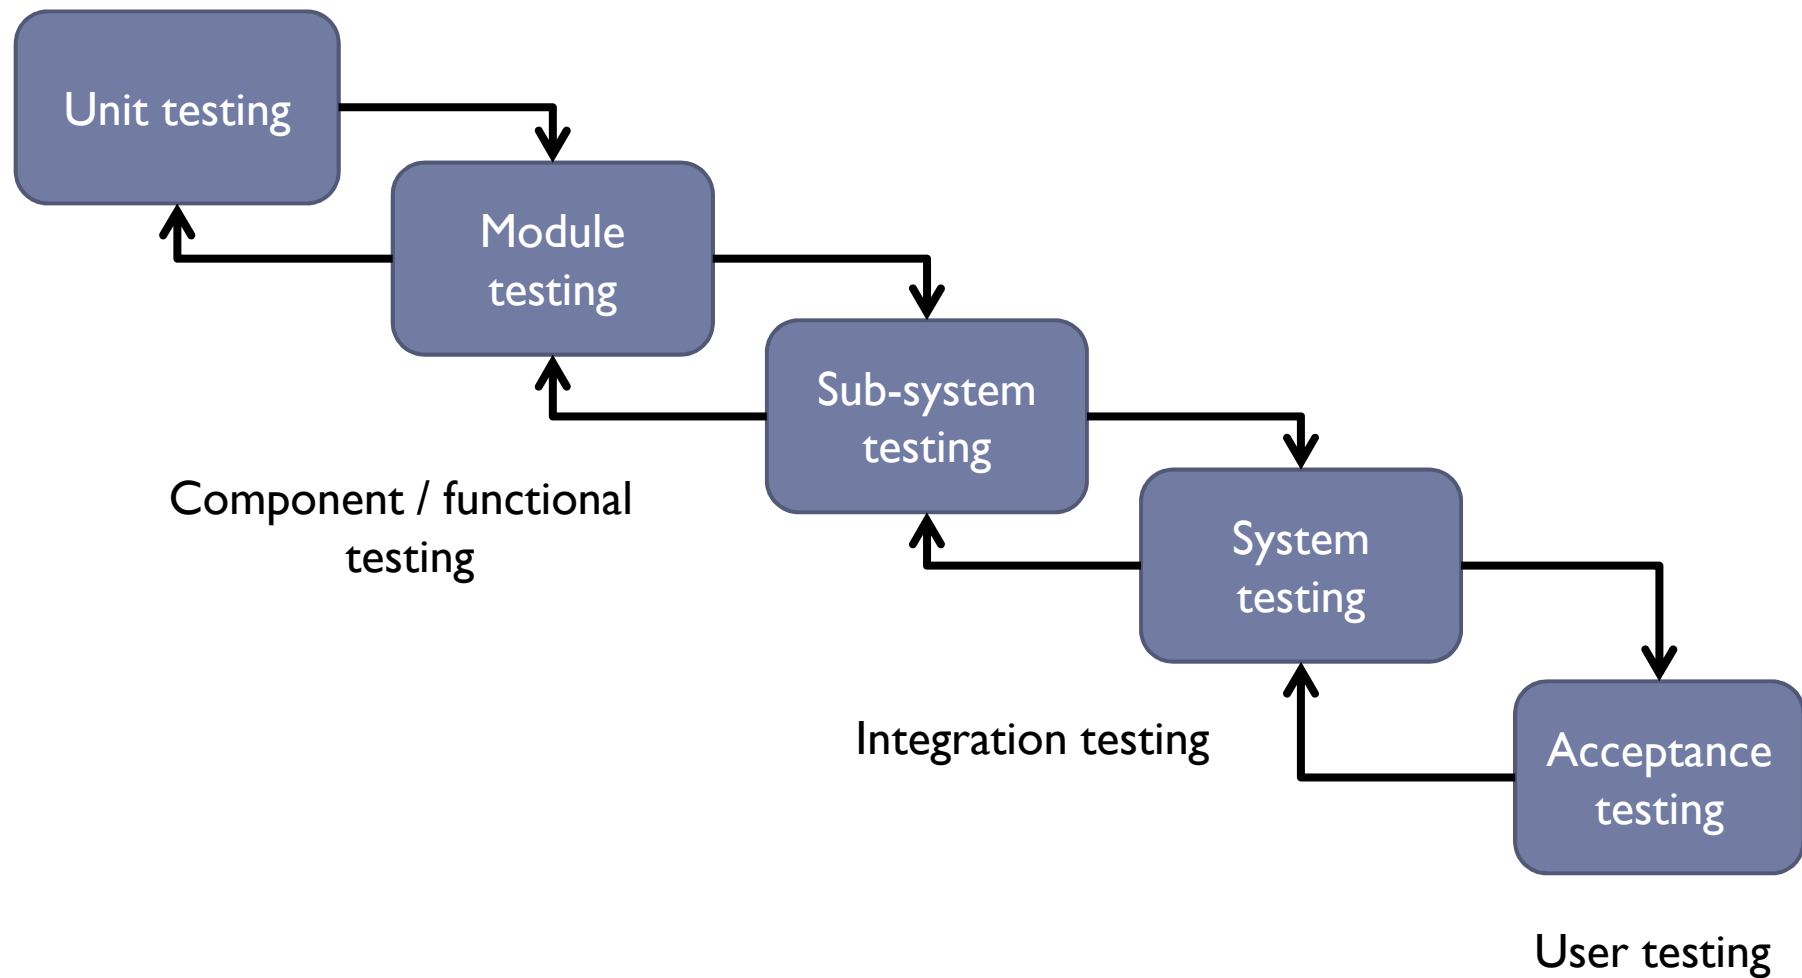 Unit testing
Module
testing
Sub-system
testing
Component / functional
testing
System
testing
Integration testing
Acceptance
testing
User testing